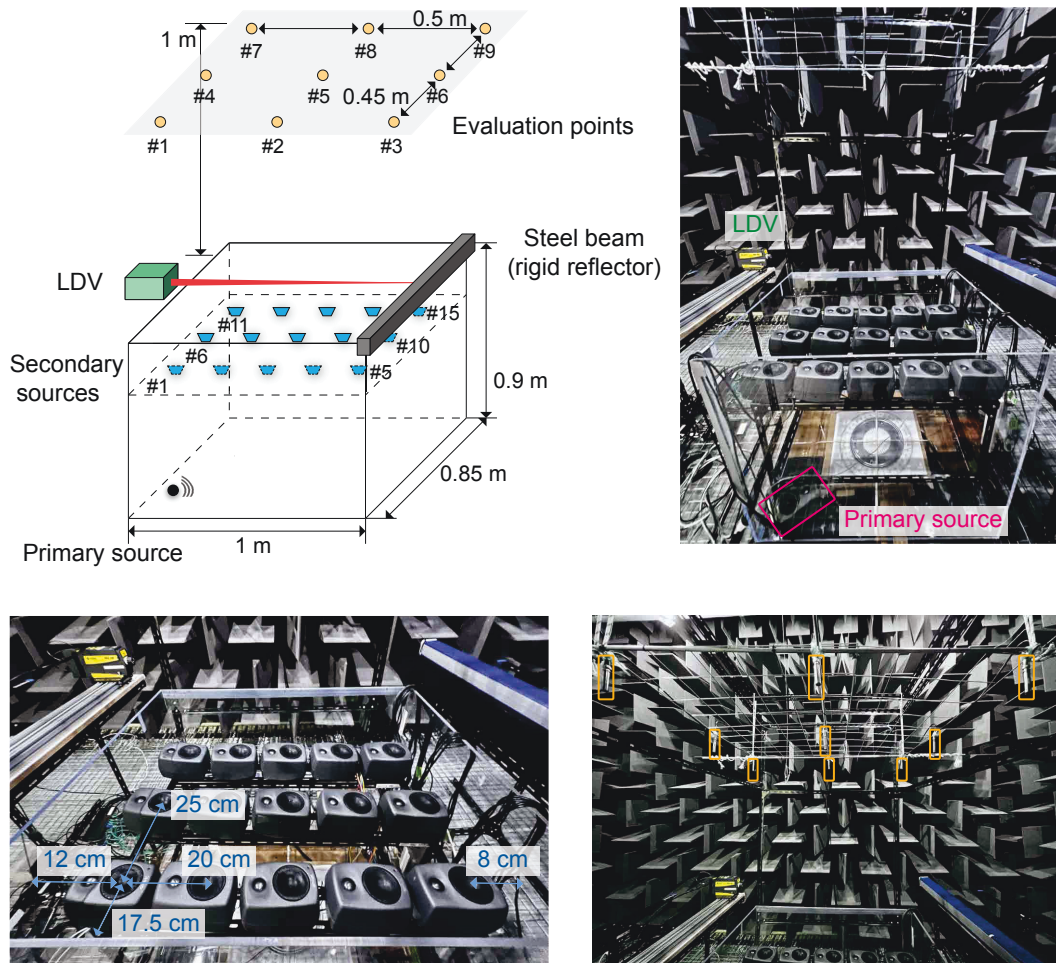 1 m
0.5 m
#7
#8
#9
#4
#5
0.45 m
#6
#1
#2
#3
Evaluation points
Steel beam
(rigid reflector)
LDV
#11
#15
#6
#10
Secondary
sources
#1
#5
0.9 m
0.85 m
Primary source
1 m
LDV
Primary source
25 cm
12 cm
20 cm
8 cm
17.5 cm